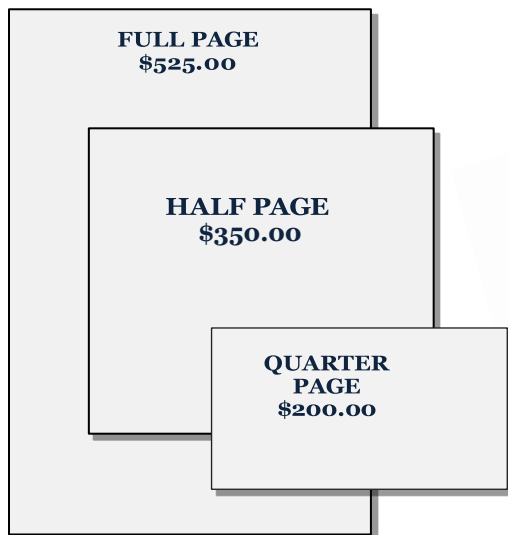 FULL PAGE
$525.00
HALF PAGE
$350.00
QUARTER
PAGE
$200.00